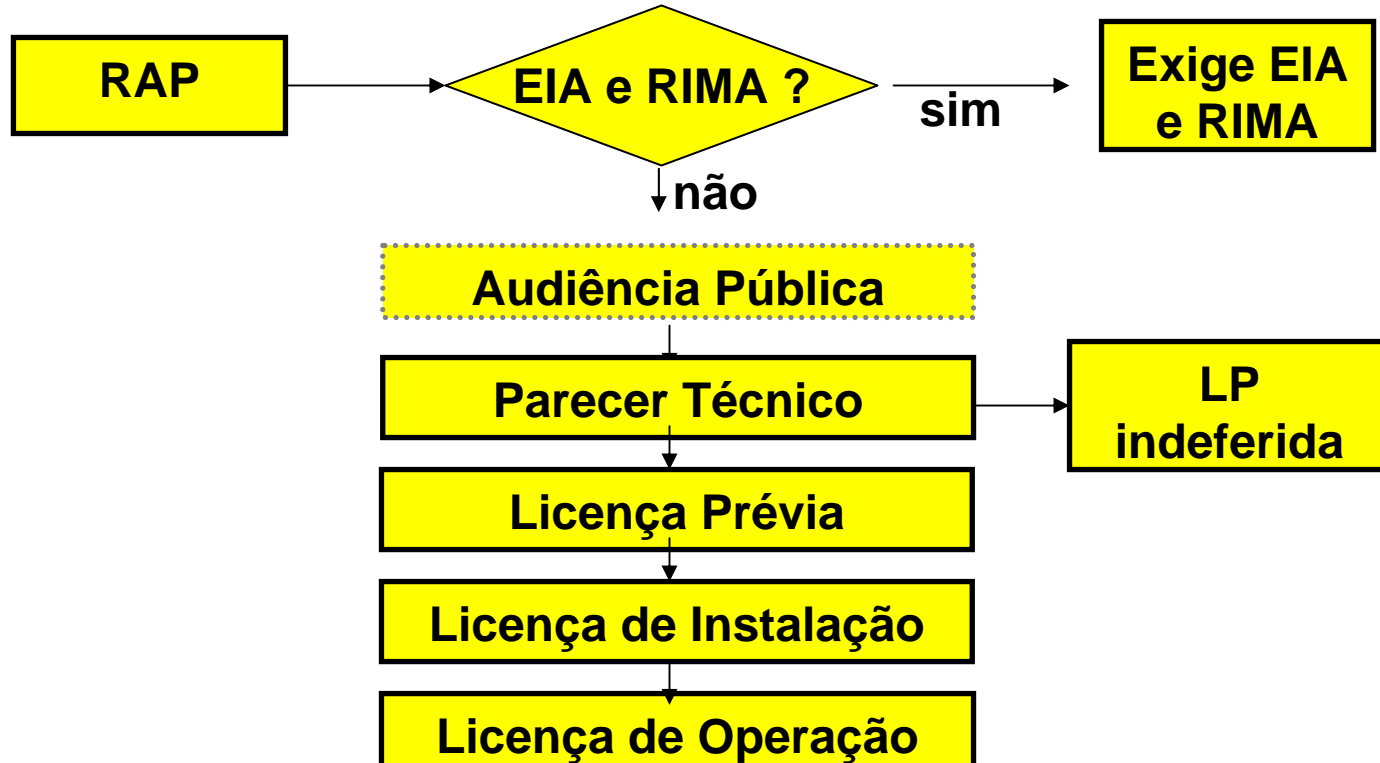 RAP
EIA e RIMA ?
sim
Exige EIA
e RIMA
não
Audiência Pública
Parecer Técnico
LP
indeferida
Licença Prévia
Licença de Instalação
Licença de Operação